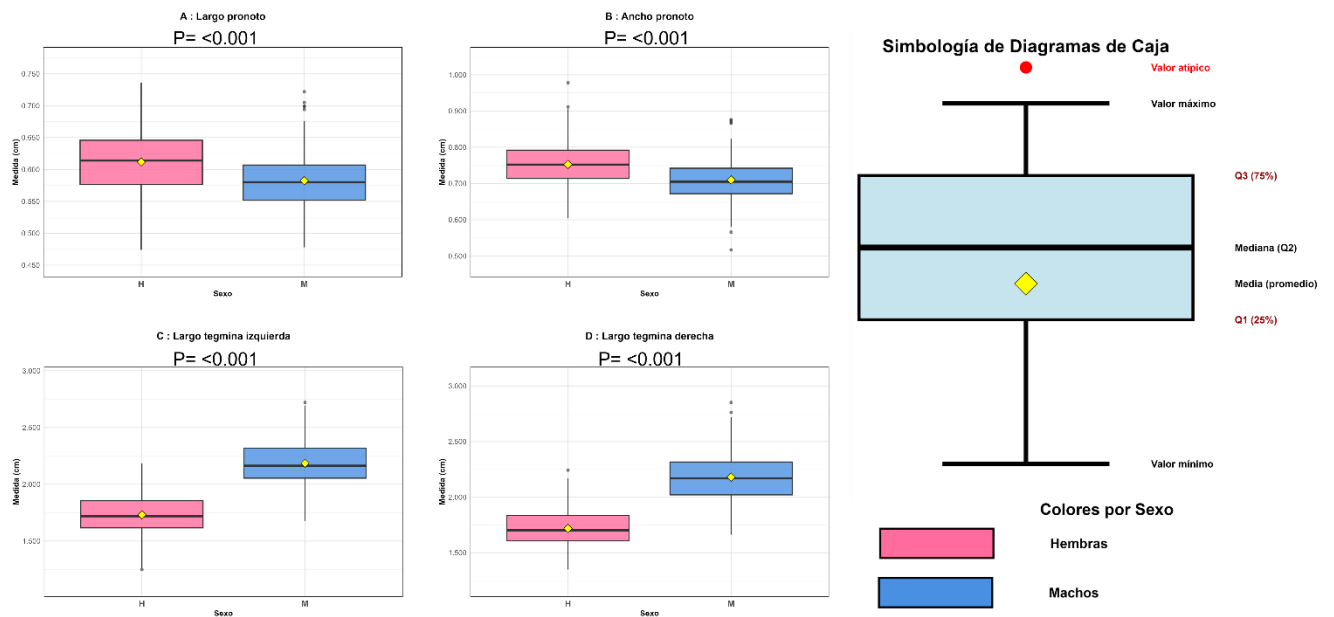 A : Largo pronoto
P= <0.001
Medida (cm)
0.750
0.700
0.650
0.600
0.550
0.500
0.450
H
M
Sexo
B : Ancho pronoto
P= <0.001
Medida (cm)
1.000
0.900
0.800
0.700
0.600
0.500
H
M
Sexo
C : Largo tegmina izquierda
P= <0.001
Medida (cm)
3.000
2.500
2.000
1.500
H
M
Sexo
D : Largo tegmina derecha
P= <0.001
Medida (cm)
3.000
2.500
2.000
1.500
H
M
Sexo
Simbología de Diagramas de Caja
Valor atípico
Valor máximo
Q3 (75%)
Mediana (Q2)
Media (promedio)
Q1 (25%)
Valor mínimo
Colores por Sexo
Hembras
Machos